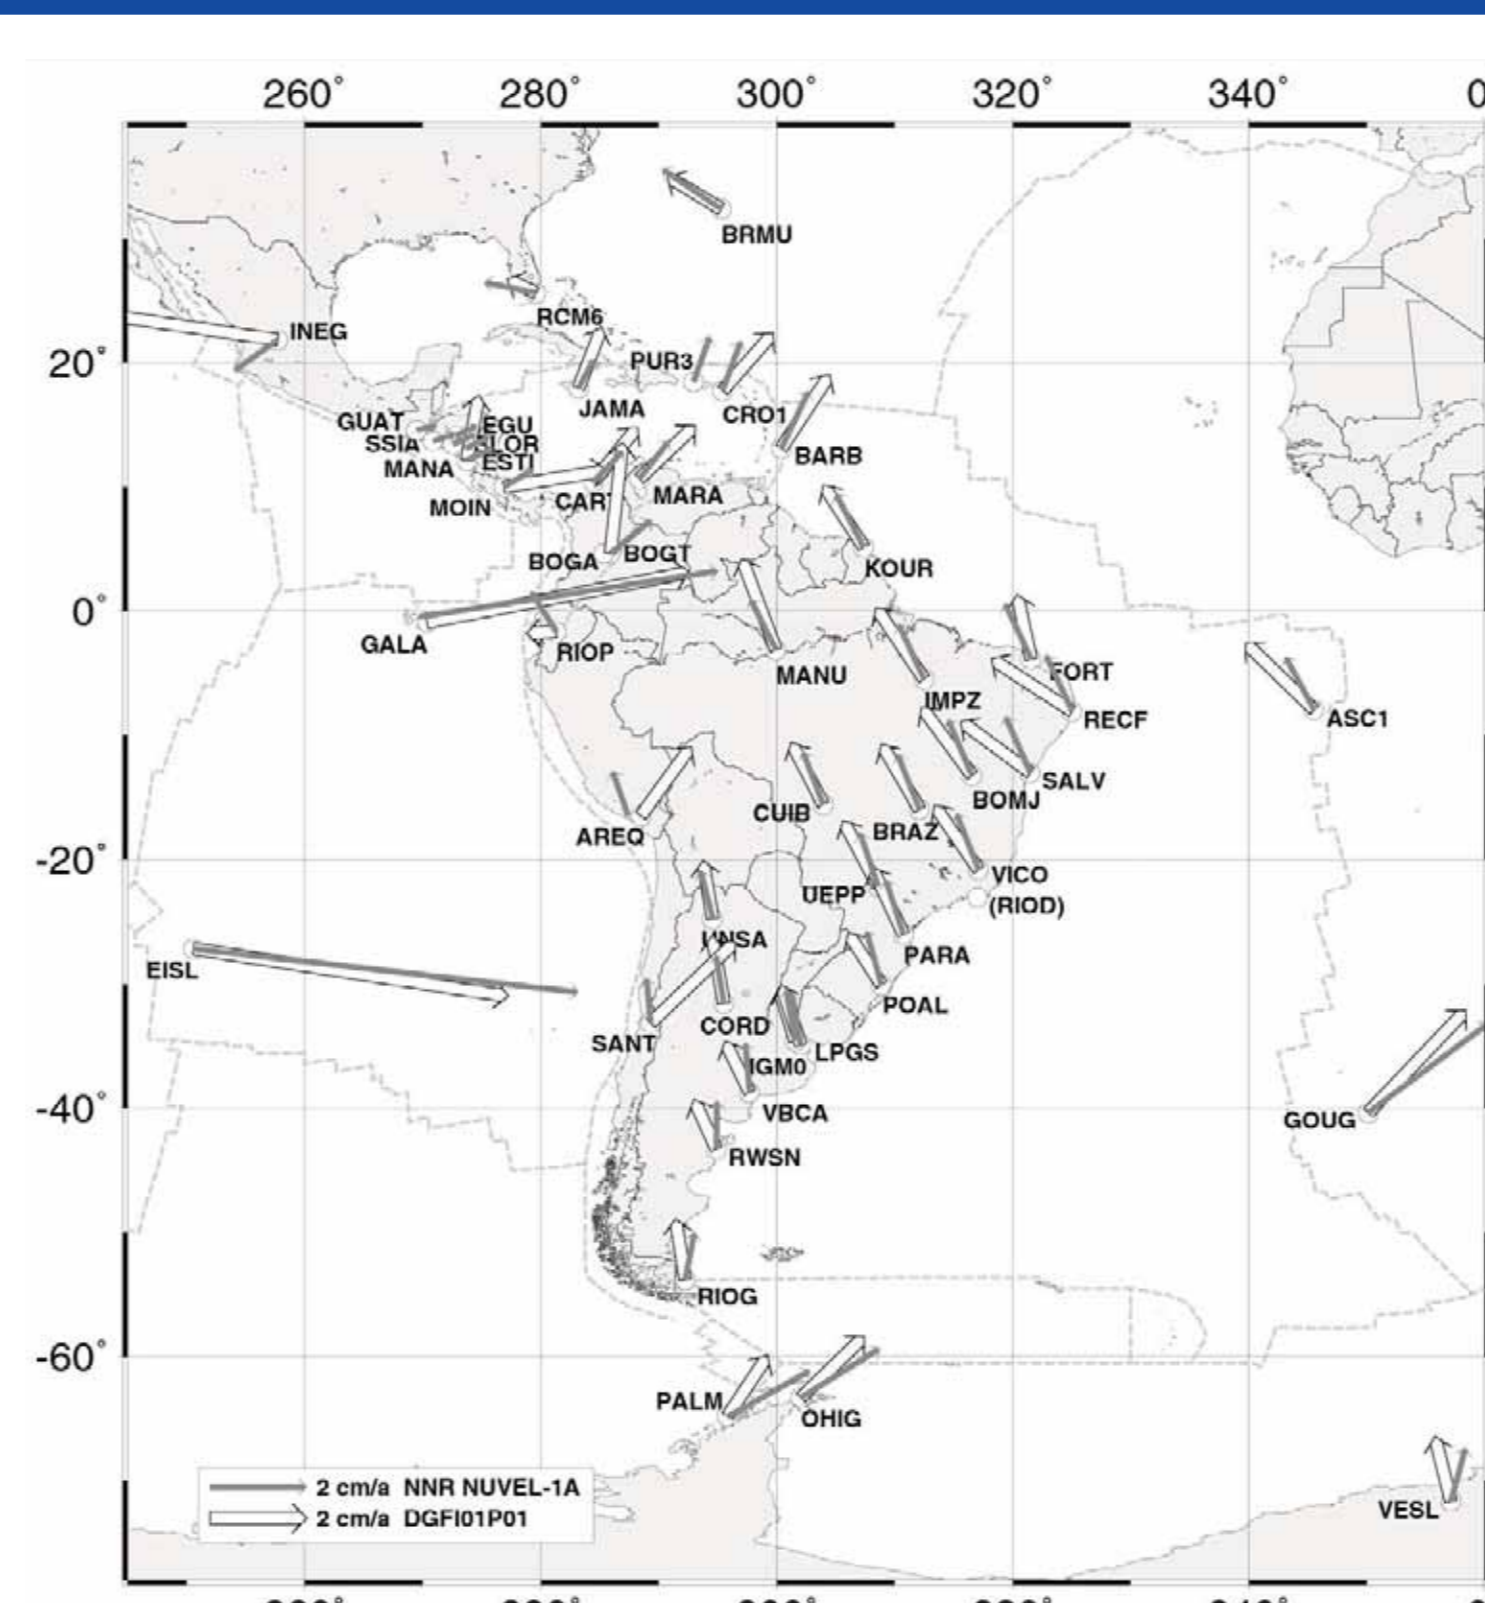 260° 280° 300° 320° 340° 0
BRMU
RCM6
INEG
20°
PUR3
JAMA
CRO1
GUAT
EGU
SSIA
SLOR
BARB
MANA
ESTI
MARA
MOIN
CART
BOGA
BOGT
KOUR
0°
GALA
RIOP
MANU
FORT
IMPZ
RECF
ASC1
SALV
BOMJ
CUIB
BRAZ
AREQ
-20°
VICO
UEPP
(RIOD)
UNSA
PARA
EISL
POAL
CORD
SANT
LPGS
IGM0
-40°
VBCA
GOUG
RWSN
RIOG
-60°
PALM
OHIG
2 cm/a NNR NUVEL-1A
VESL
2 cm/a DGFI01P01